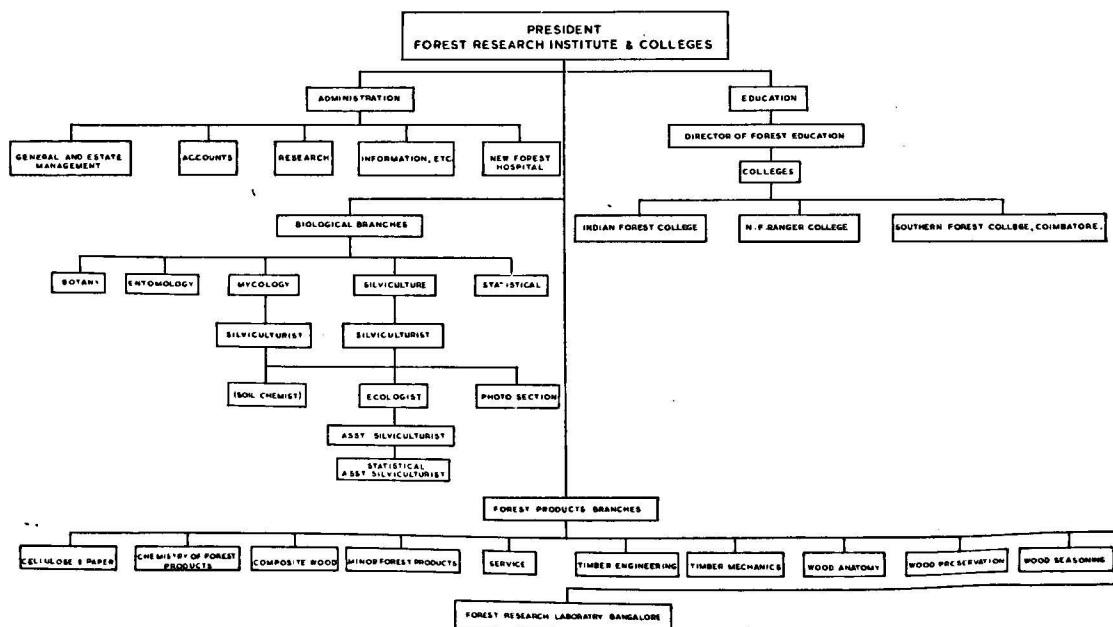 PRESIDENT
FOREST RESEARCH INSTITUTE & COLLEGES
ADMINISTRATION
EDUCATION
DIRECTOR OF FOREST EDUCATION
GENERAL AND ESTATE
MANAGEMENT
ACCOUNTS
RESEARCH
INFORMATION, ETC.
NEW FOREST
HOSPITAL
COLLEGES
BIOLOGICAL BRANCHES
INDIAN FOREST COLLEGE
N.F. RANGER COLLEGE
SOUTHERN FOREST COLLEGE, COIMBATORE.
BOTANY
ENTOMOLOGY
MYCOLOGY
SILVICULTURE
STATISTICAL
SILVICULTURIST
SILVICULTURIST
(SOIL CHEMIST)
ECOLOGIST
PHOTO SECTION
ASST SILVICULTURIST
STATISTICAL
ASST SILVICULTURIST
FOREST PRODUCTS BRANCHES
CELLULOSE & PAPER
CHEMISTRY OF FOREST
PRODUCTS
COMPOSITE WOOD
MINOR FOREST PRODUCTS
SERVICE
TIMBER ENGINEERING
TIMBER MECHANICS
WOOD ANATOMY
WOOD PRESERVATION
WOOD SEASONING
FOREST RESEARCH LABORATRY BANGALORE